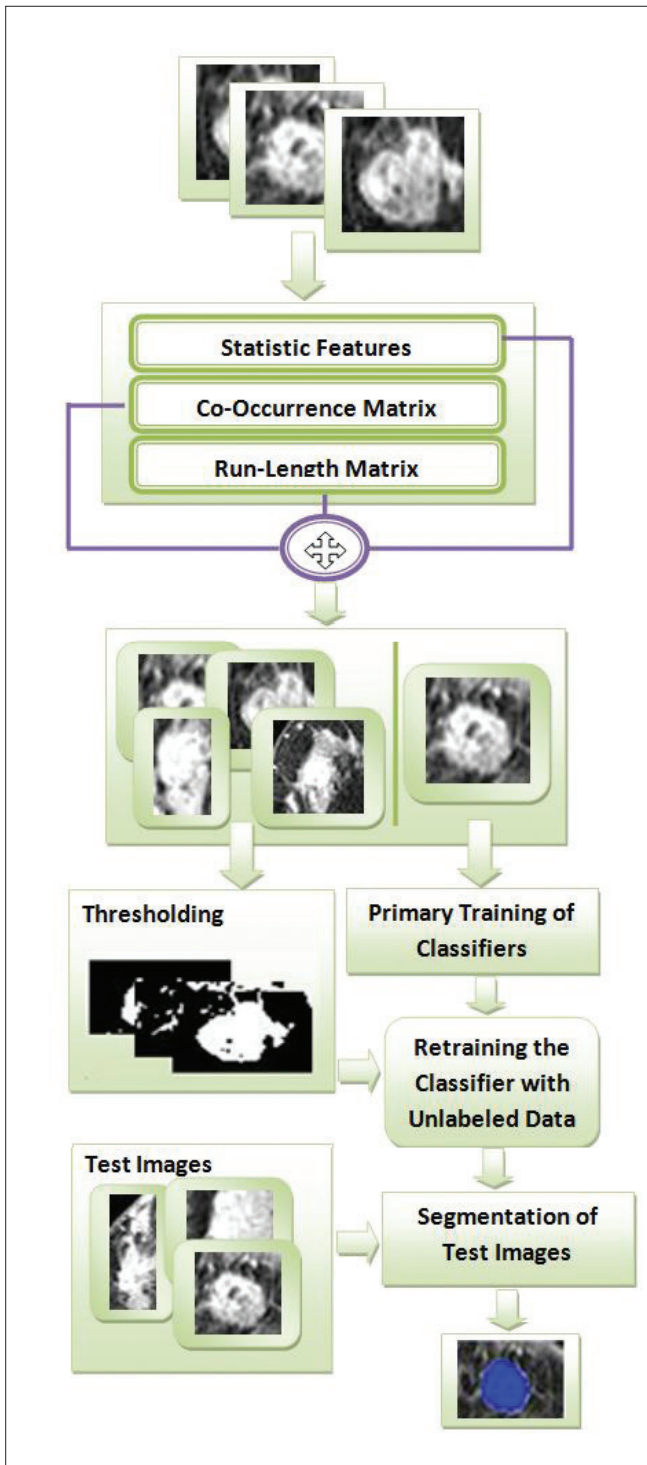 Statistic Features
Co-Occurrence Matrix
Run-Length Matrix
Thresholding
Primary Training of
Classifiers
Retraining the
Classifier with
Unlabeled Data
Test Images
Segmentation of
Test Images